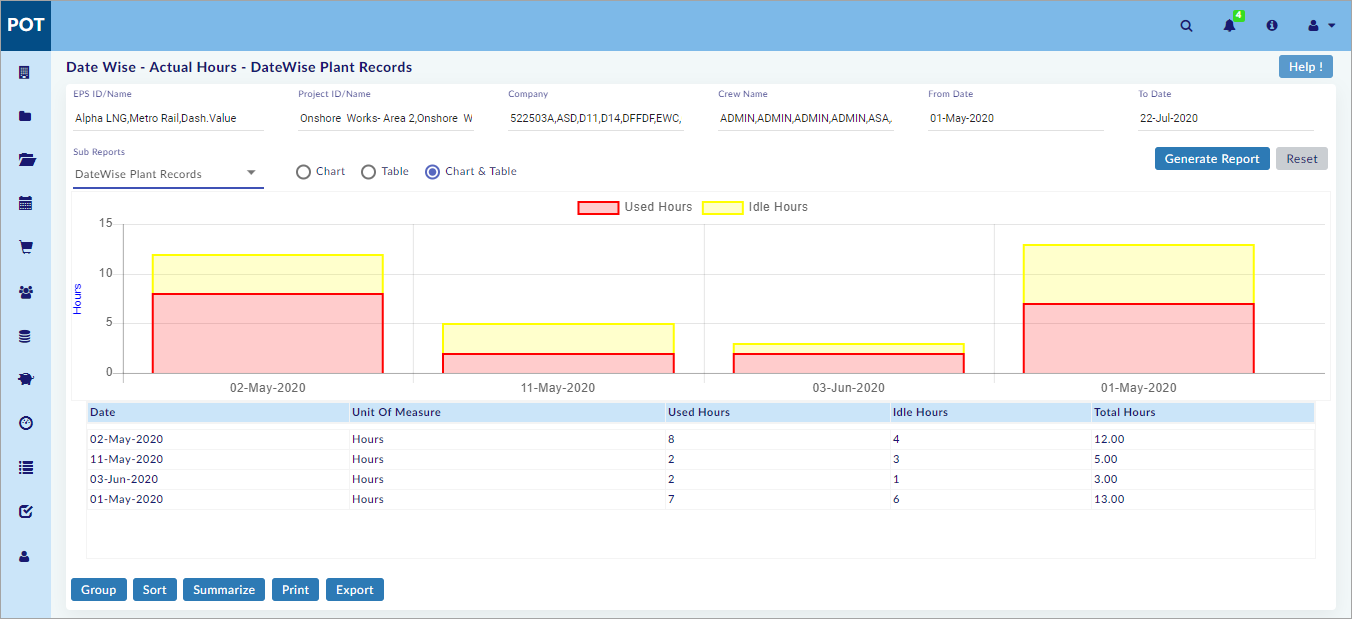 POT
4
Date Wise - Actual Hours - DateWise Plant Records
Help !
EPS ID/Name Project ID/Name Company Crew Name From Date To Date
Alpha LNG,Metro Rail,Dash.Value Onshore Works- Area 2,Onshore W 522503A,ASD,D11,D14,DFFDF,EWC, ADMIN,ADMIN,ADMIN,ADMIN,ASA, 01-May-2020 22-Jul-2020
Sub Reports
DateWise Plant Records Chart Table Chart & Table Generate Report Reset
Used Hours Idle Hours
15
10
5
0
Hours
02-May-2020 11-May-2020 03-Jun-2020 01-May-2020
Date Unit Of Measure Used Hours Idle Hours Total Hours
02-May-2020 Hours 8 4 12.00
11-May-2020 Hours 2 3 5.00
03-Jun-2020 Hours 2 1 3.00
01-May-2020 Hours 7 6 13.00
Group Sort Summarize Print Export